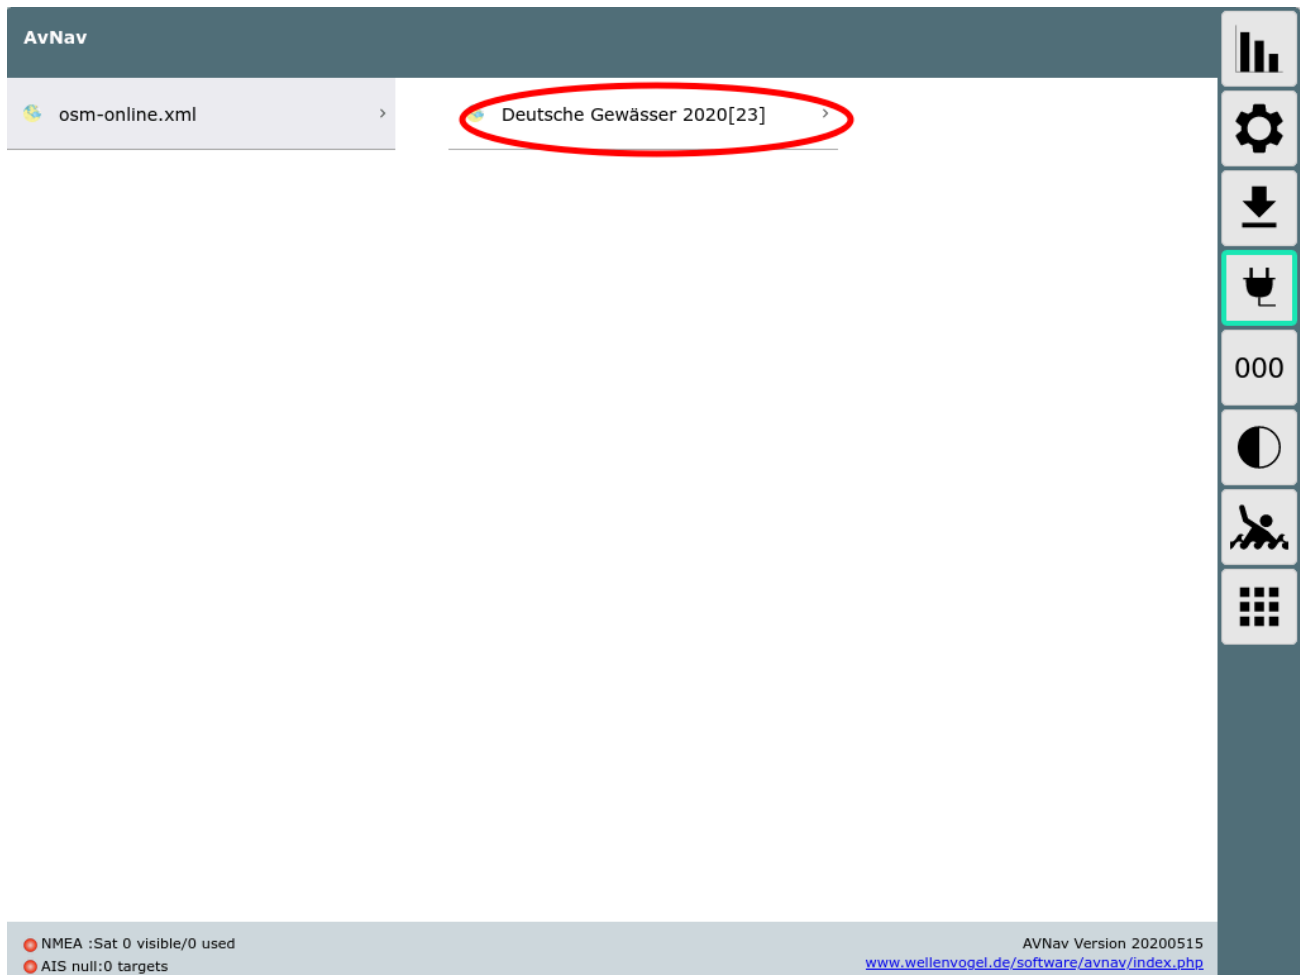 AvNav
osm-online.xml
Deutsche Gewässer 2020[23]
000
NMEA :Sat 0 visible/0 used
AIS null:0 targets
AVNav Version 20200515
www.wellenvogel.de/software/avnav/index.php